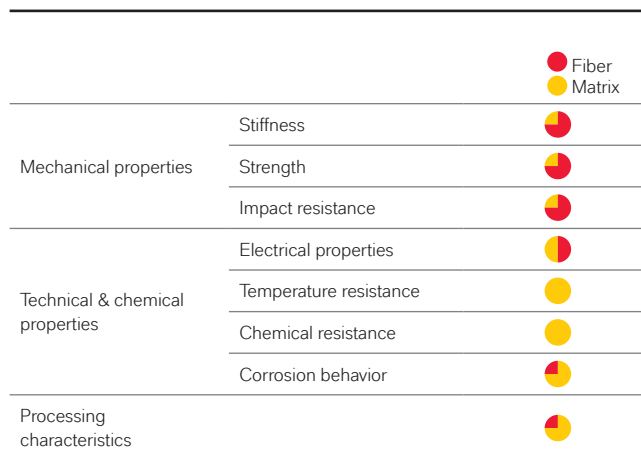 Fiber
Matrix
Stiffness
Mechanical properties
Strength
Impact resistance
Electrical properties
Technical & chemical
properties
Temperature resistance
Chemical resistance
Corrosion behavior
Processing
characteristics